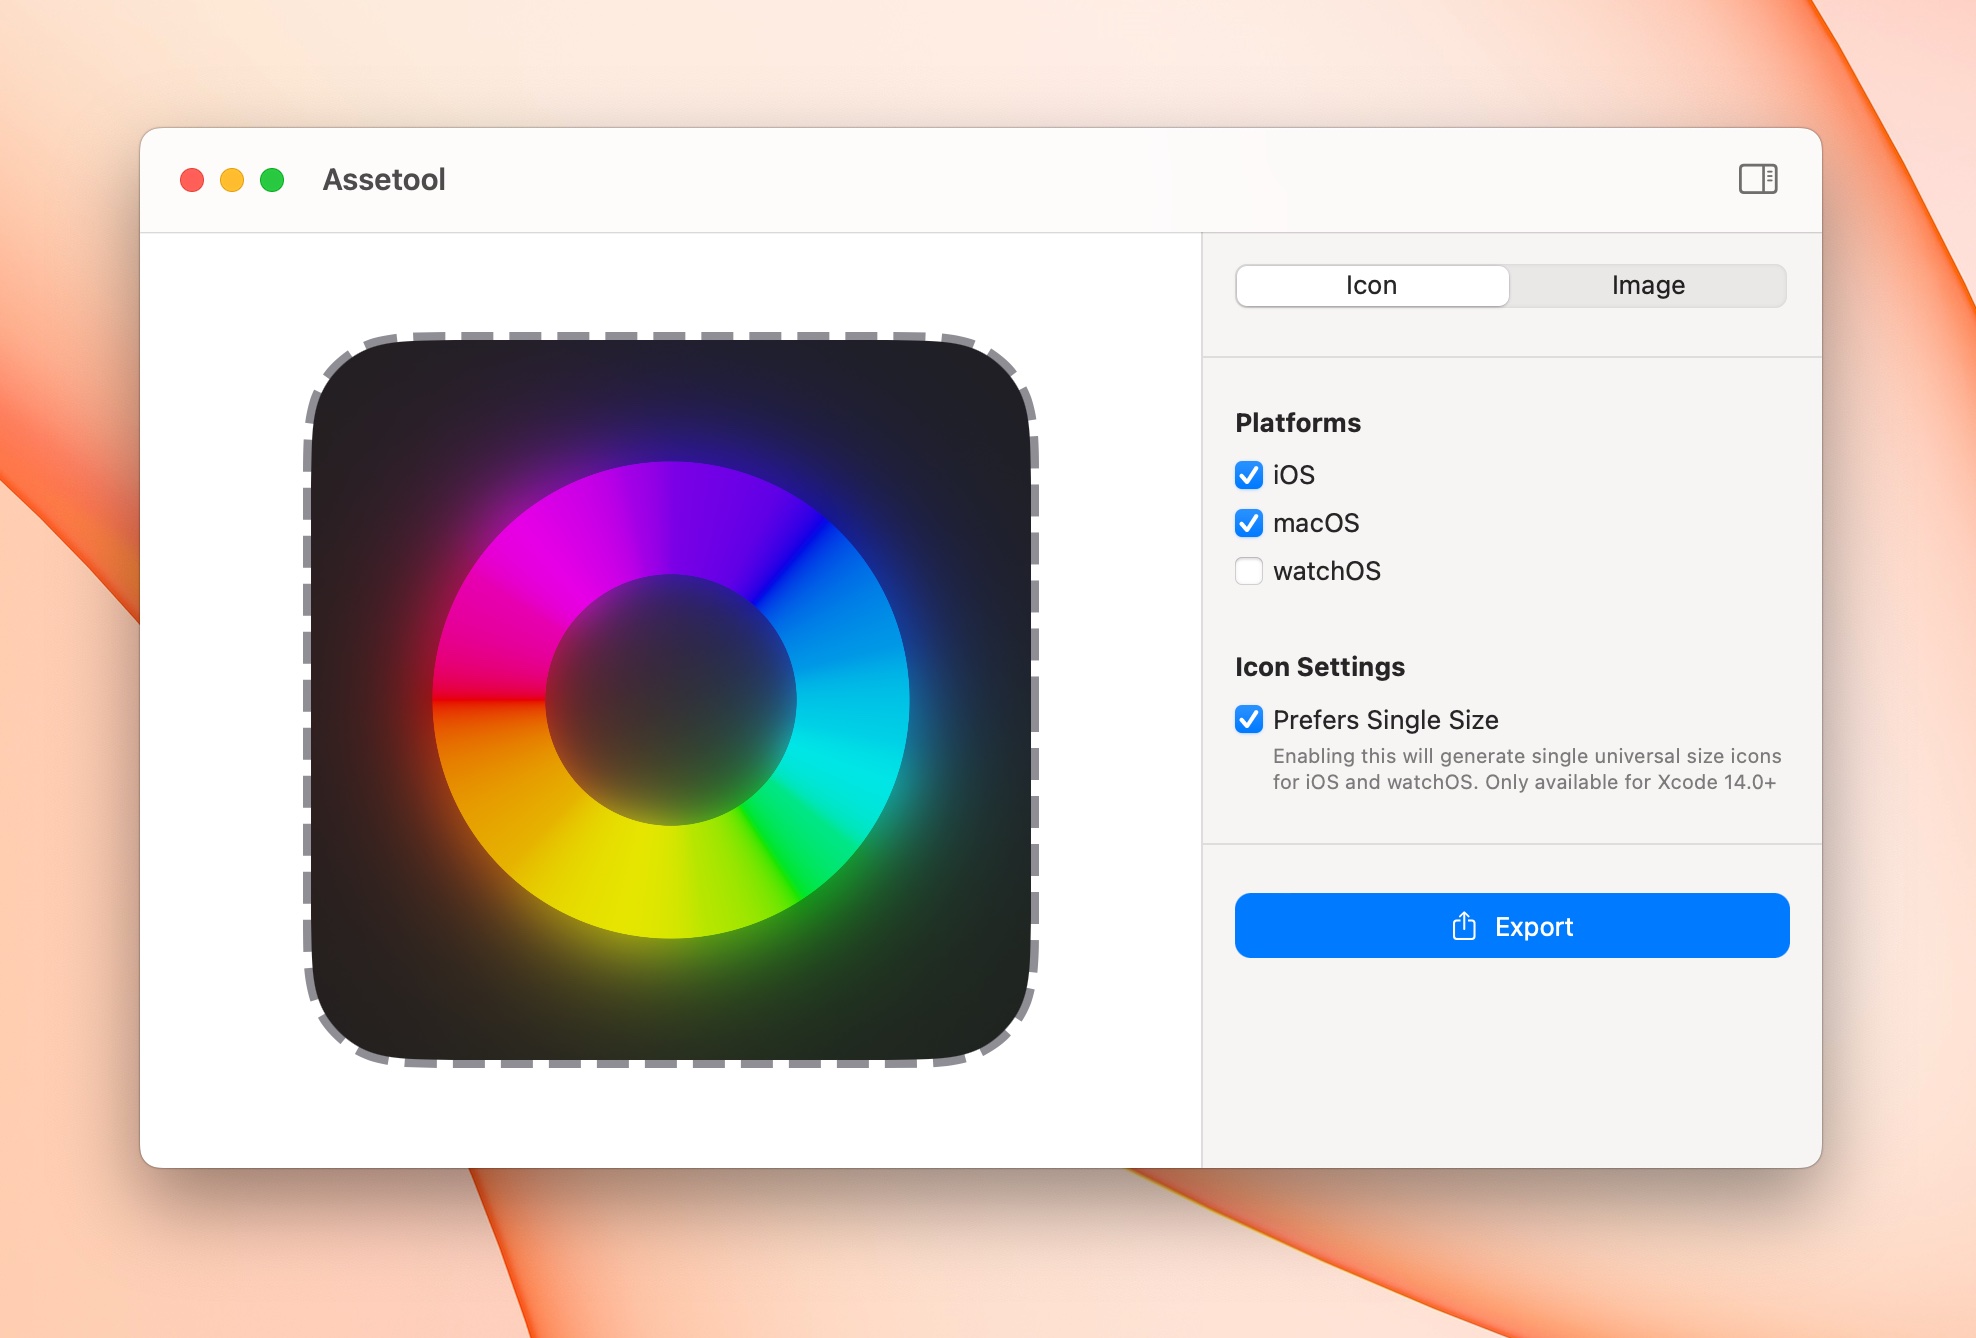 Assetool
Icon
Image
Platforms
iOS
macOS
watchOS
Icon Settings
Prefers Single Size
Enabling this will generate single universal size icons
for iOS and watchOS. Only available for Xcode 14.0+
Export